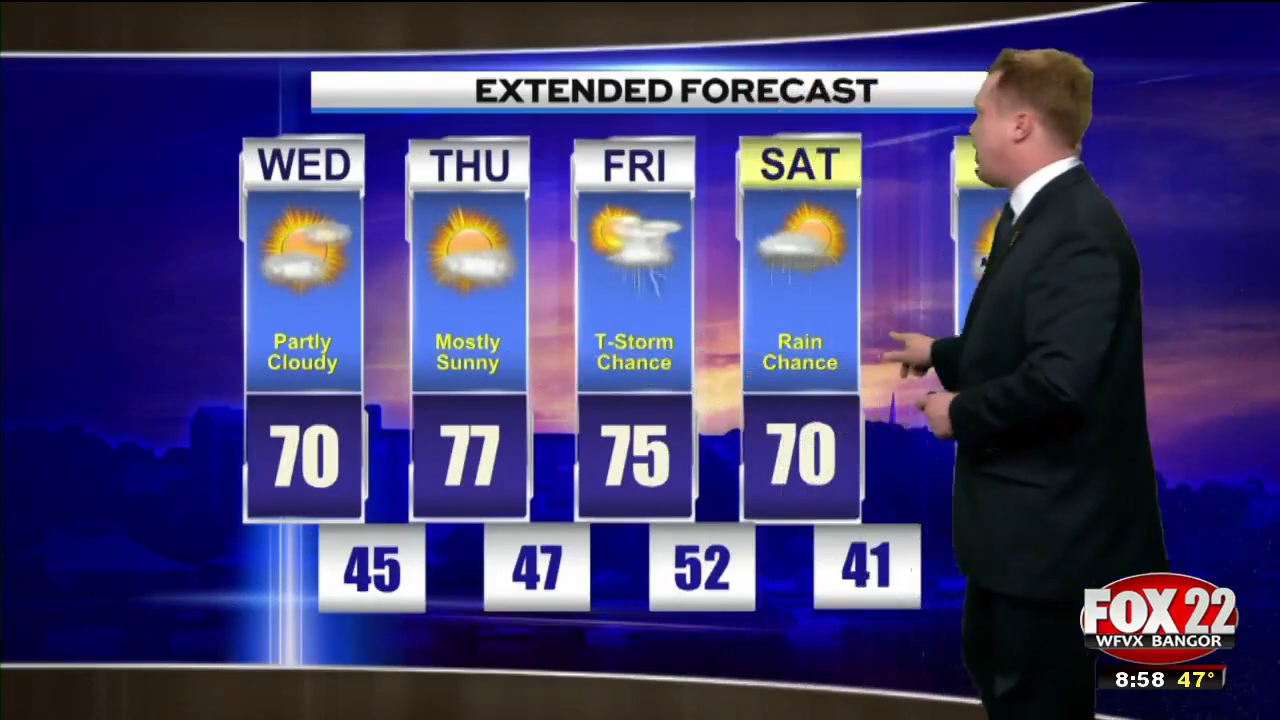 EXTENDED FORECAST
WED THU FRI SAT
Partly Cloudy
Mostly Sunny
T-Storm Chance
Rain Chance
70 77 75 70
45 47 52 41
FOX 22
WFVX BANGOR
8:58 47°